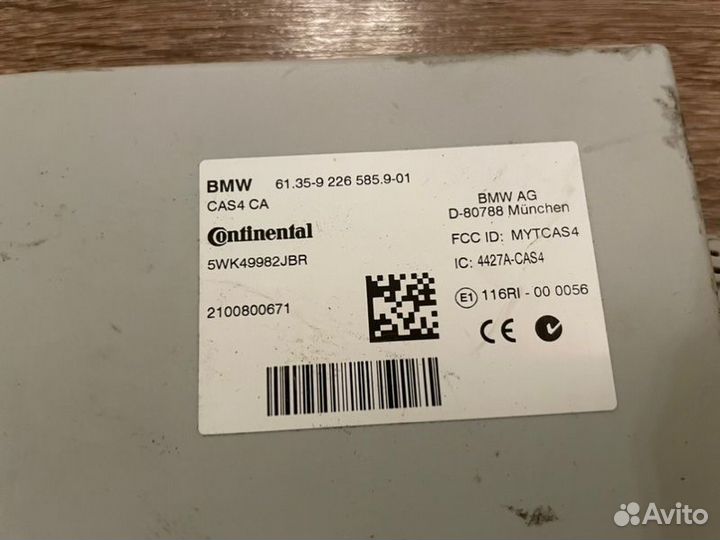 BMW 61.35-9 226 585.9-01
CAS4 CA
Continental
5WK49982JBR
2100800671
BMW AG
D-80788 München
FCC ID: MYTCAS4
IC: 4427A-CAS4
E1 116RI - 00 0056
CE
Avito